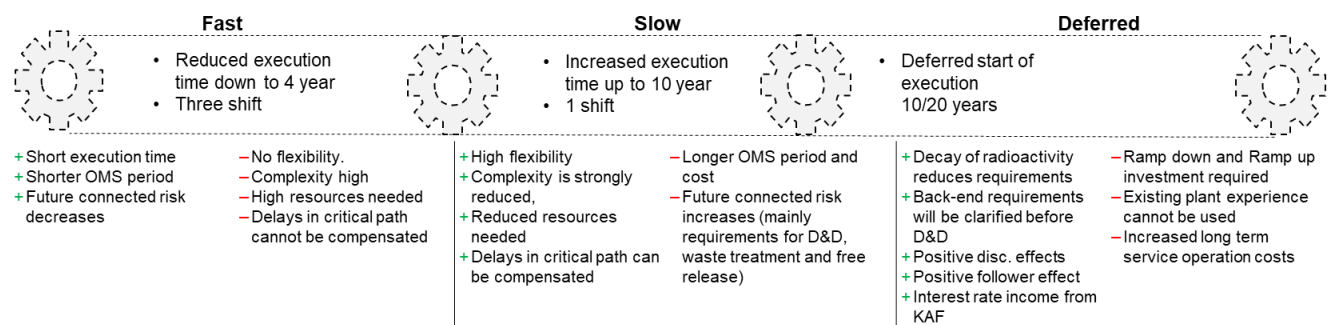 Fast
• Reduced execution
time down to 4 year
• Three shift
+ Short execution time
+ Shorter OMS period
+ Future connected risk
decreases
– No flexibility.
– Complexity high
– High resources needed
– Delays in critical path
cannot be compensated
Slow
• Increased execution
time up to 10 year
• 1 shift
+ High flexibility
+ Complexity is strongly
reduced,
+ Reduced resources
needed
+ Delays in critical path can
be compensated
– Longer OMS period and
cost
– Future connected risk
increases (mainly
requirements for D&D,
waste treatment and free
release)
Deferred
• Deferred start of
execution
10/20 years
+ Decay of radioactivity
reduces requirements
+ Back-end requirements
will be clarified before
D&D
+ Positive disc. effects
+ Positive follower effect
+ Interest rate income from
KAF
– Ramp down and Ramp up
investment required
– Existing plant experience
cannot be used
– Increased long term
service operation costs